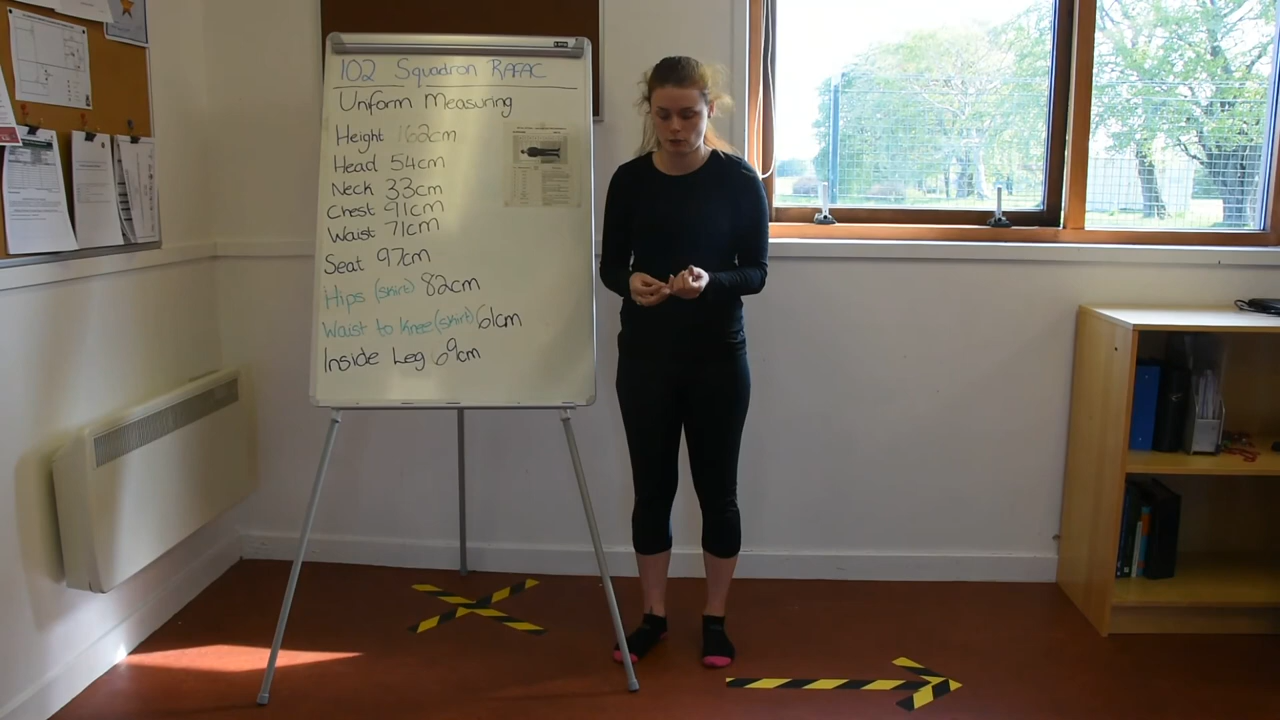 102 Squadron RAFAC
Uniform Measuring
Height 162cm
Head 54cm
Neck 33cm
Chest 91cm
Waist 71cm
Seat 97cm
Hips (skirt) 82cm
Waist to knee (skirt) 61cm
Inside Leg 69cm